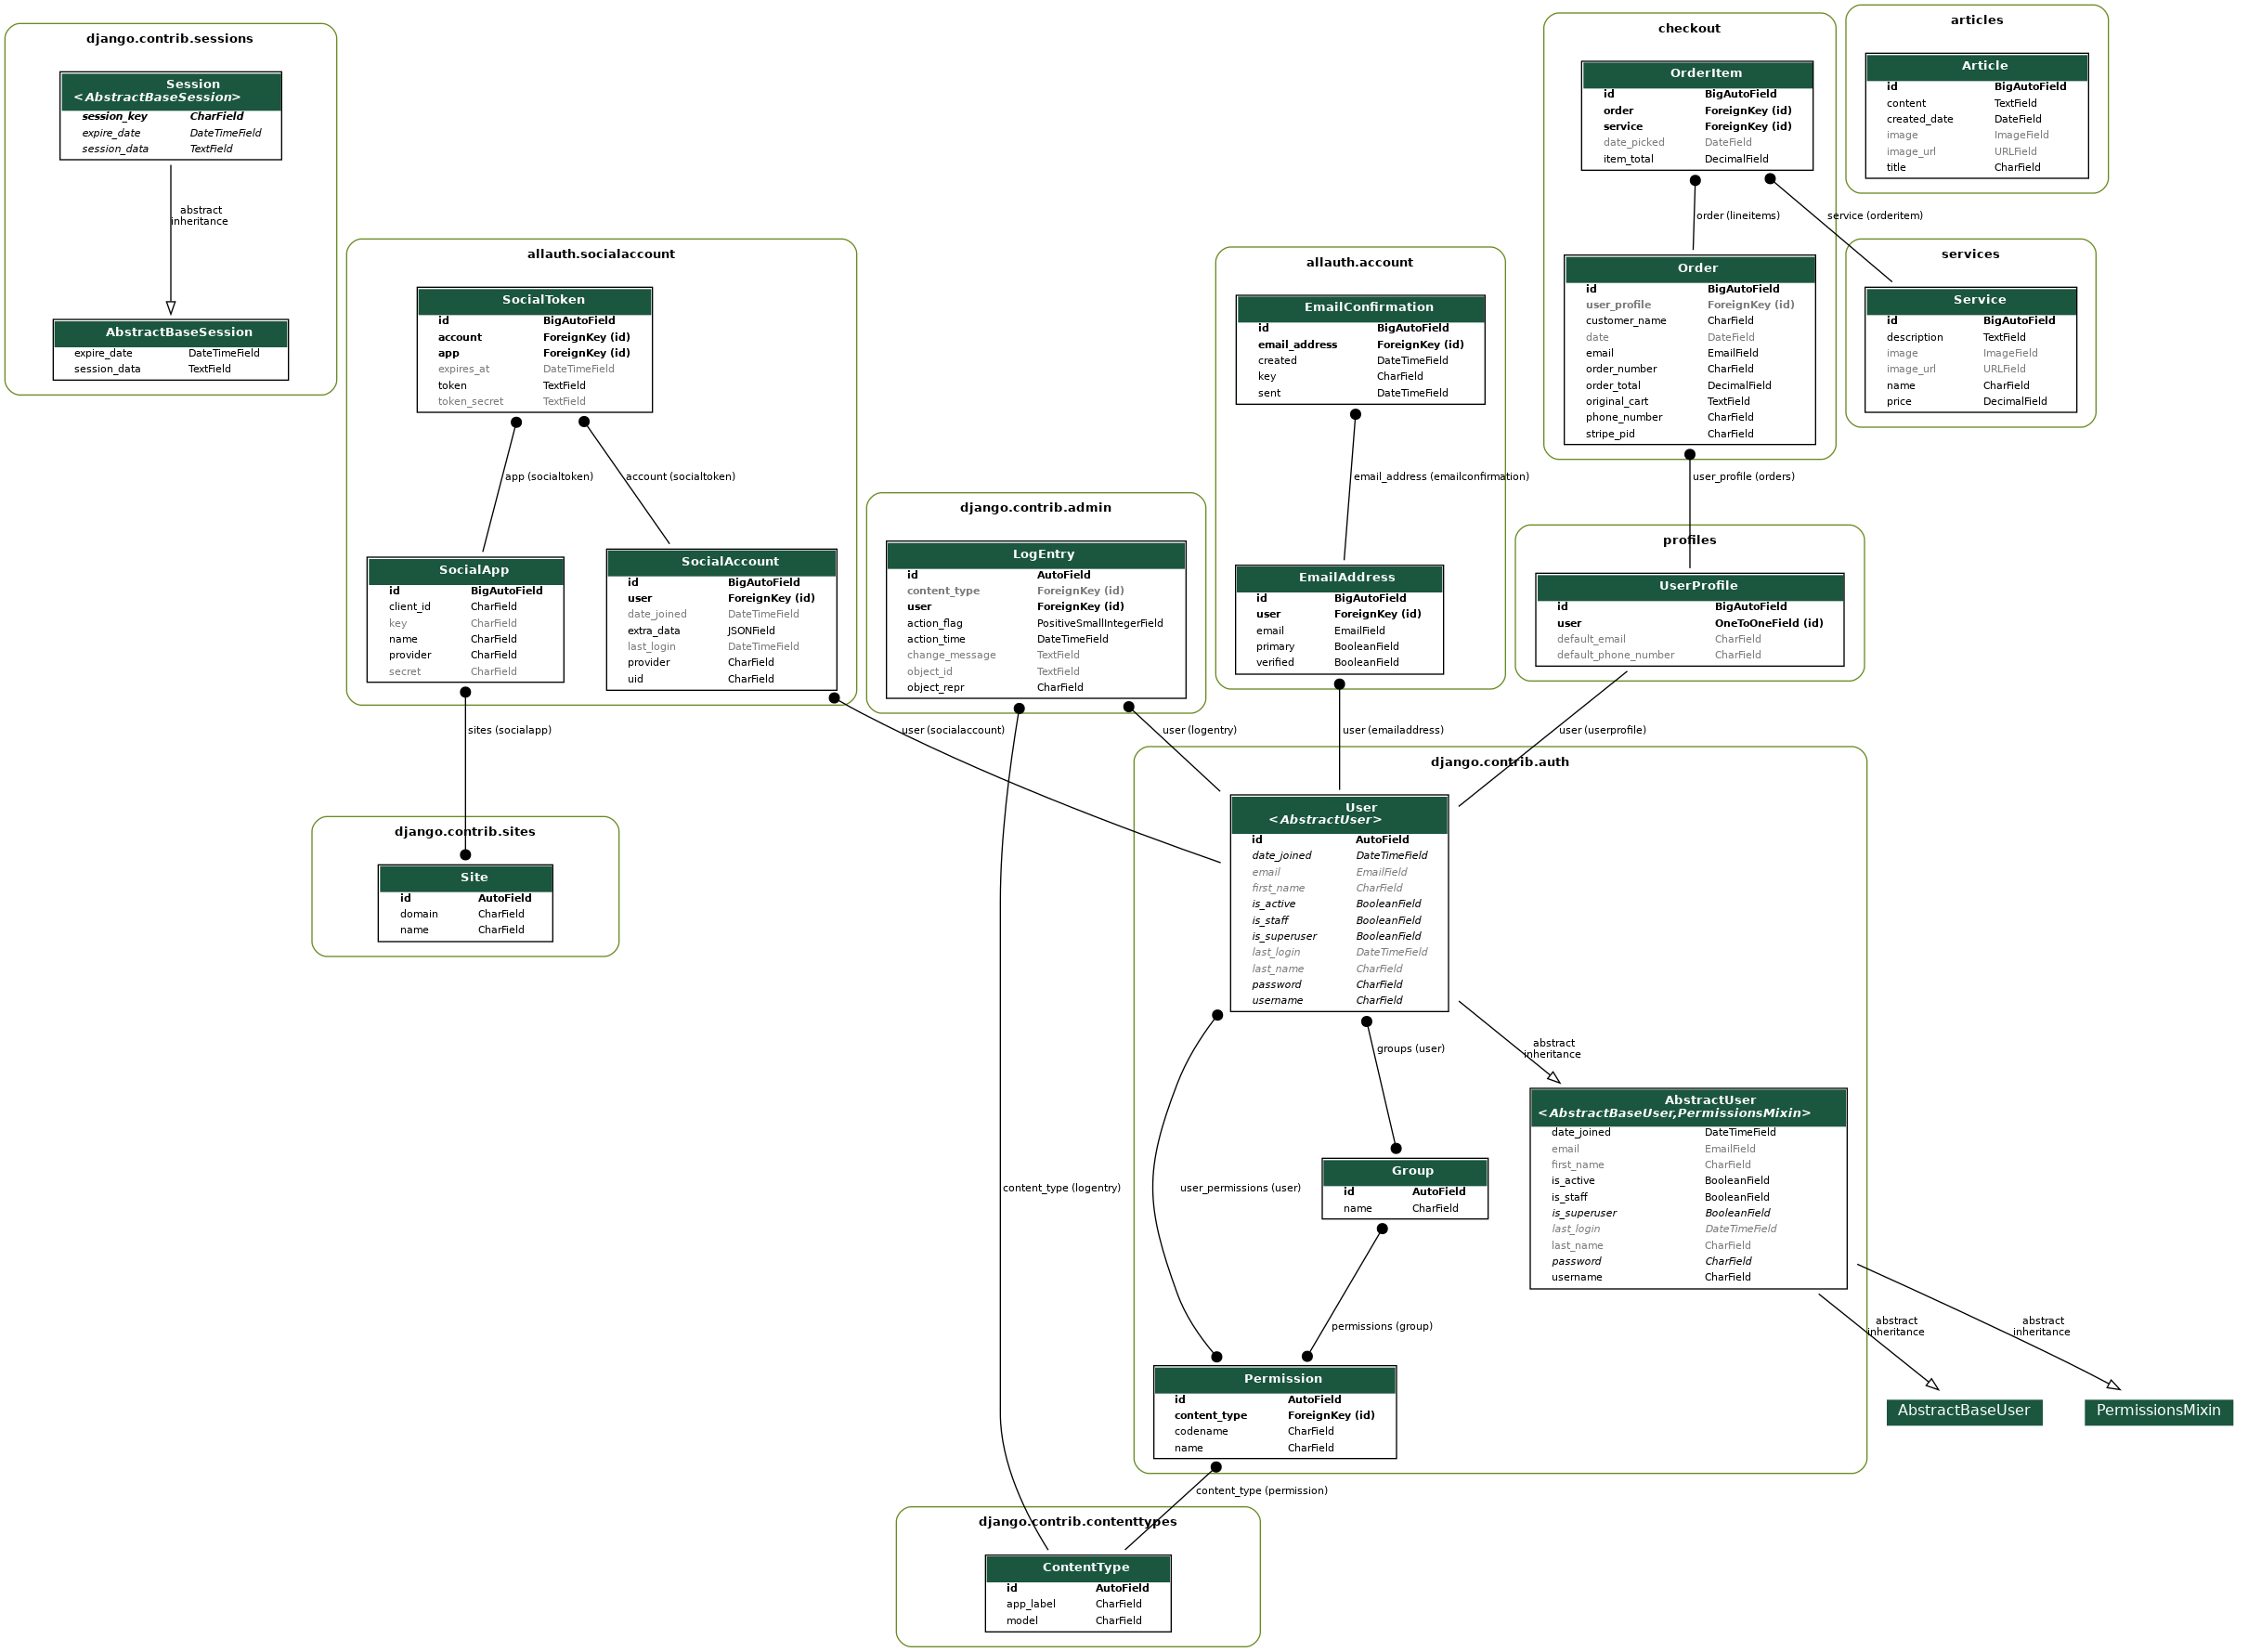 django.contrib.sessions
Session
<AbstractBaseSession>
session_key CharField
expire_date DateTimeField
session_data TextField
abstract
inheritance
AbstractBaseSession
expire_date DateTimeField
session_data TextField
allauth.socialaccount
SocialToken
id BigAutoField
account ForeignKey (id)
app ForeignKey (id)
expires_at DateTimeField
token TextField
token_secret TextField
app (socialtoken)
account (socialtoken)
SocialApp
id BigAutoField
client_id CharField
key CharField
name CharField
provider CharField
secret CharField
SocialAccount
id BigAutoField
user ForeignKey (id)
date_joined DateTimeField
extra_data JSONField
last_login DateTimeField
provider CharField
uid CharField
sites (socialapp)
user (socialaccount)
django.contrib.sites
Site
id AutoField
domain CharField
name CharField
django.contrib.admin
LogEntry
id AutoField
content_type ForeignKey (id)
user ForeignKey (id)
action_flag PositiveSmallIntegerField
action_time DateTimeField
change_message TextField
object_id TextField
object_repr CharField
user (logentry)
content_type (logentry)
allauth.account
EmailConfirmation
id BigAutoField
email_address ForeignKey (id)
created DateTimeField
key CharField
sent DateTimeField
email_address (emailconfirmation)
EmailAddress
id BigAutoField
user ForeignKey (id)
email EmailField
primary BooleanField
verified BooleanField
user (emailaddress)
checkout
OrderItem
id BigAutoField
order ForeignKey (id)
service ForeignKey (id)
date_picked DateField
item_total DecimalField
order (lineitems)
service (orderitem)
Order
id BigAutoField
user_profile ForeignKey (id)
customer_name CharField
date DateField
email EmailField
order_number CharField
order_total DecimalField
original_cart TextField
phone_number CharField
stripe_pid CharField
user_profile (orders)
articles
Article
id BigAutoField
content TextField
created_date DateField
image ImageField
image_url URLField
title CharField
services
Service
id BigAutoField
description TextField
image ImageField
image_url URLField
name CharField
price DecimalField
profiles
UserProfile
id BigAutoField
user OneToOneField (id)
default_email CharField
default_phone_number CharField
user (userprofile)
django.contrib.auth
User
<AbstractUser>
id AutoField
date_joined DateTimeField
email EmailField
first_name CharField
is_active BooleanField
is_staff BooleanField
is_superuser BooleanField
last_login DateTimeField
last_name CharField
password CharField
username CharField
groups (user)
abstract
inheritance
user_permissions (user)
Group
id AutoField
name CharField
AbstractUser
<AbstractBaseUser,PermissionsMixin>
date_joined DateTimeField
email EmailField
first_name CharField
is_active BooleanField
is_staff BooleanField
is_superuser BooleanField
last_login DateTimeField
last_name CharField
password CharField
username CharField
permissions (group)
abstract
inheritance
abstract
inheritance
Permission
id AutoField
content_type ForeignKey (id)
codename CharField
name CharField
AbstractBaseUser
PermissionsMixin
content_type (permission)
django.contrib.contenttypes
ContentType
id AutoField
app_label CharField
model CharField